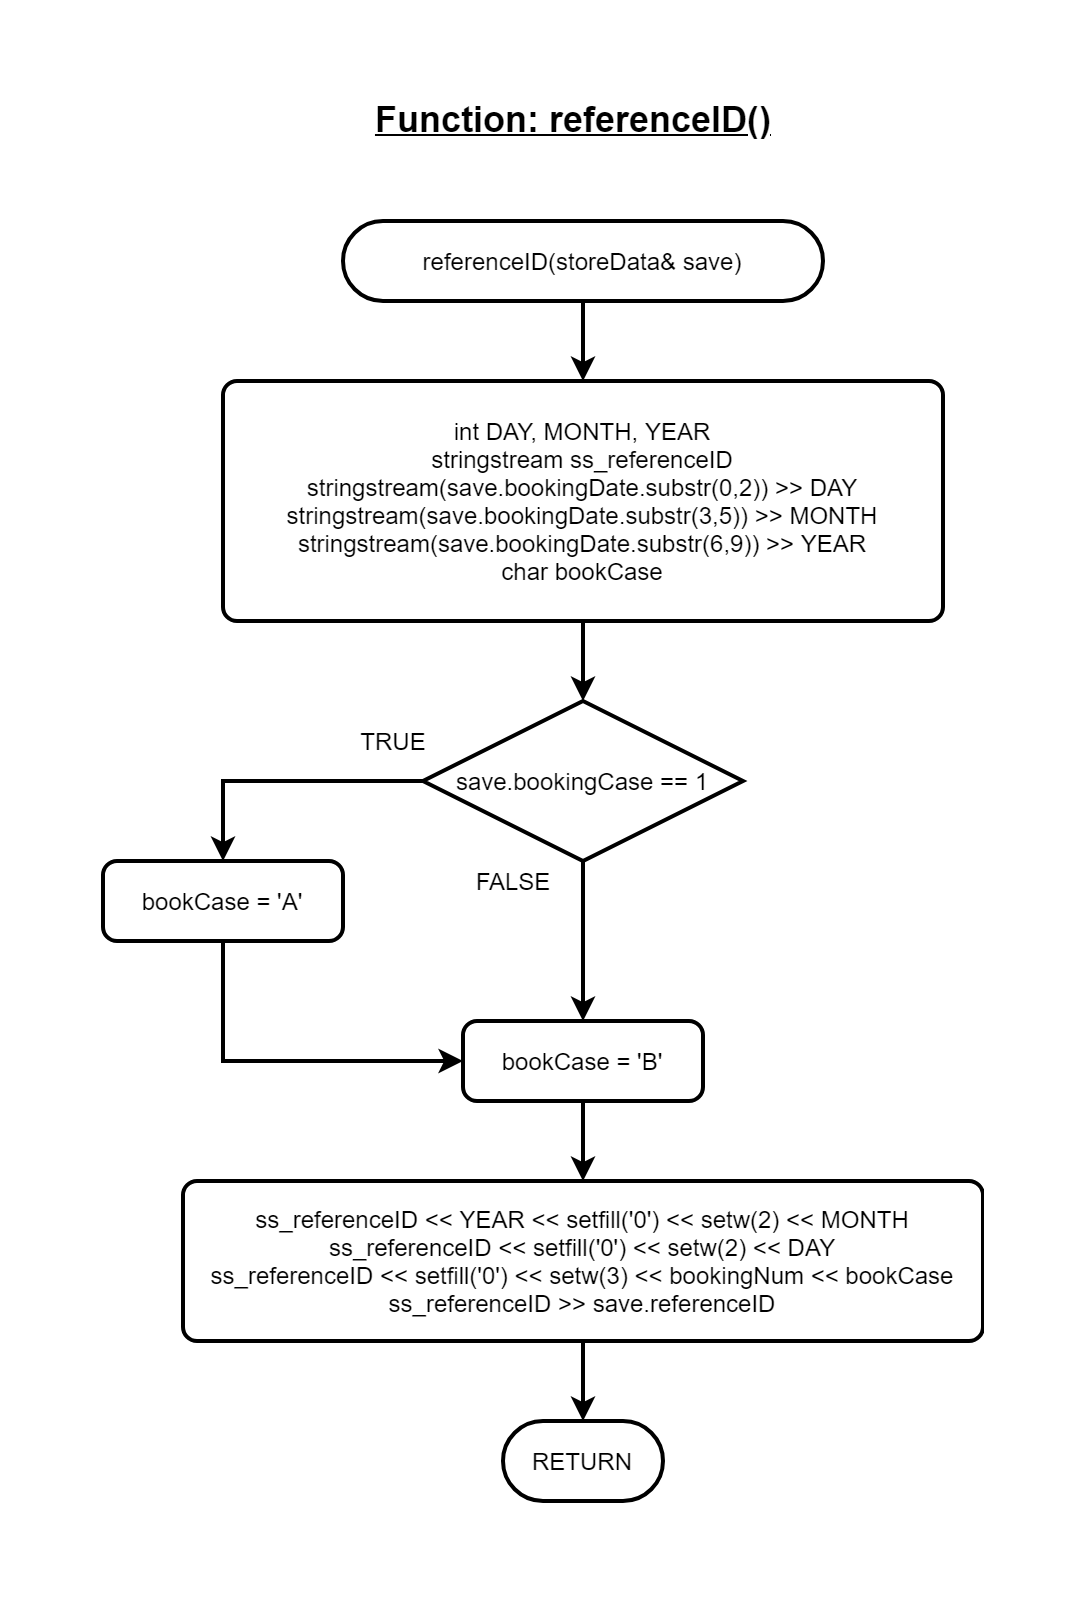 Function: referenceID()
referenceID(storeData& save)
int DAY, MONTH, YEAR
stringstream ss_referenceID
stringstream(save.bookingDate.substr(0,2)) >> DAY
stringstream(save.bookingDate.substr(3,5)) >> MONTH
stringstream(save.bookingDate.substr(6,9)) >> YEAR
char bookCase
TRUE
save.bookingCase == 1
FALSE
bookCase = 'A'
bookCase = 'B'
ss_referenceID << YEAR << setfill('0') << setw(2) << MONTH
ss_referenceID << setfill('0') << setw(2) << DAY
ss_referenceID << setfill('0') << setw(3) << bookingNum << bookCase
ss_referenceID >> save.referenceID
RETURN